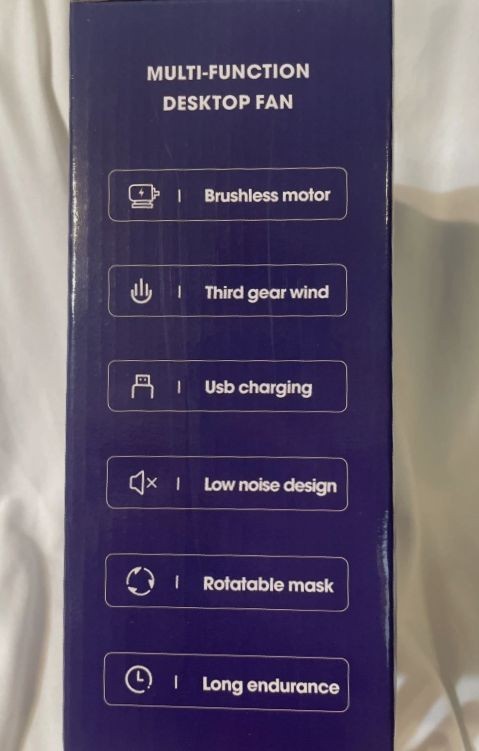 MULTI-FUNCTION
DESKTOP FAN
Brushless motor
Third gear wind
Usb charging
Low noise design
Rotatable mask
Long endurance